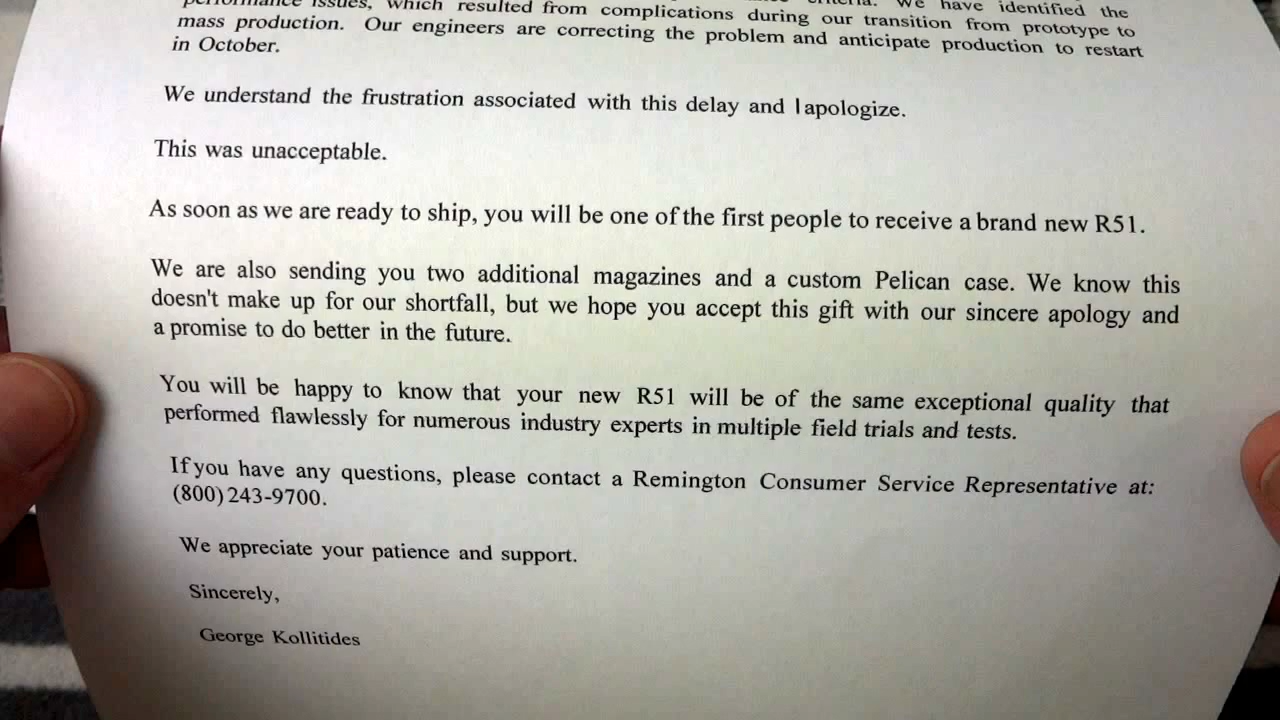 performance issues, which resulted from complications during our transition from prototype to
criteria. We have identified the
mass production. Our engineers are correcting the problem and anticipate production to restart
in October.
We understand the frustration associated with this delay and I apologize.
This was unacceptable.
As soon as we are ready to ship, you will be one of the first people to receive a brand new R51.
We are also sending you two additional magazines and a custom Pelican case. We know this
doesn't make up for our shortfall, but we hope you accept this gift with our sincere apology and
a promise to do better in the future.
You will be happy to know that your new R51 will be of the same exceptional quality that
performed flawlessly for numerous industry experts in multiple field trials and tests.
If you have any questions, please contact a Remington Consumer Service Representative at:
(800) 243-9700.
We appreciate your patience and support.
Sincerely,
George Kollitides